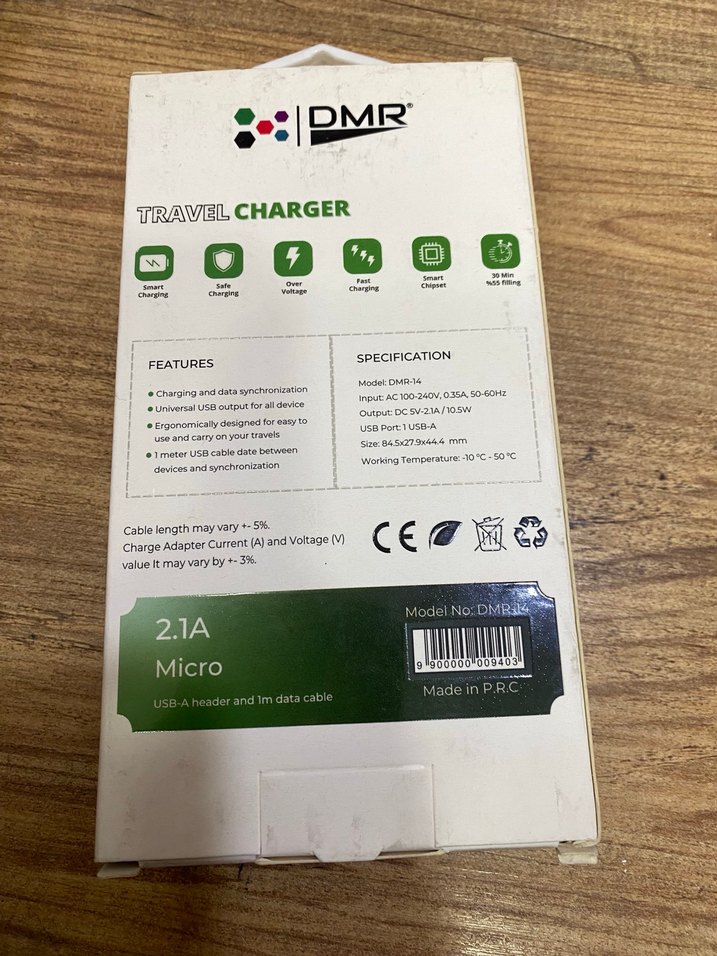 DMR®
TRAVEL CHARGER
Smart
Charging
Safe
Charging
Over
Voltage
Fast
Charging
Smart
Chipset
30 Min
%55 filling
FEATURES
Charging and data synchronization
Universal USB output for all device
Ergonomically designed for easy to
use and carry on your travels
1 meter USB cable date between
devices and synchronization
SPECIFICATION
Model: DMR-14
Input: AC 100-240V, 0.35A, 50-60Hz
Output: DC 5V-2.1A / 10.5W
USB Port: 1 USB-A
Size: 84.5x27.9x44.4 mm
Working Temperature: -10 °C - 50 °C
Cable length may vary +- 5%.
Charge Adapter Current (A) and Voltage (V)
value It may vary by +- 3%.
CE
2.1A
Micro
USB-A header and 1m data cable
Model No: DMR-14
9 900000 009403
Made in P.R.C